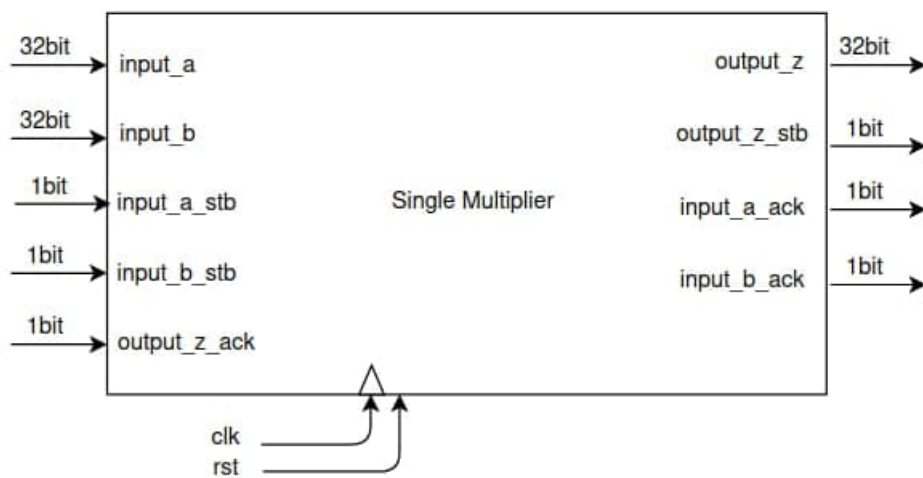 32bit
input_a
output_z
32bit
32bit
input_b
output_z_stb
1bit
1bit
input_a_stb
Single Multiplier
input_a_ack
1bit
1bit
input_b_stb
input_b_ack
1bit
1bit
output_z_ack
clk
rst